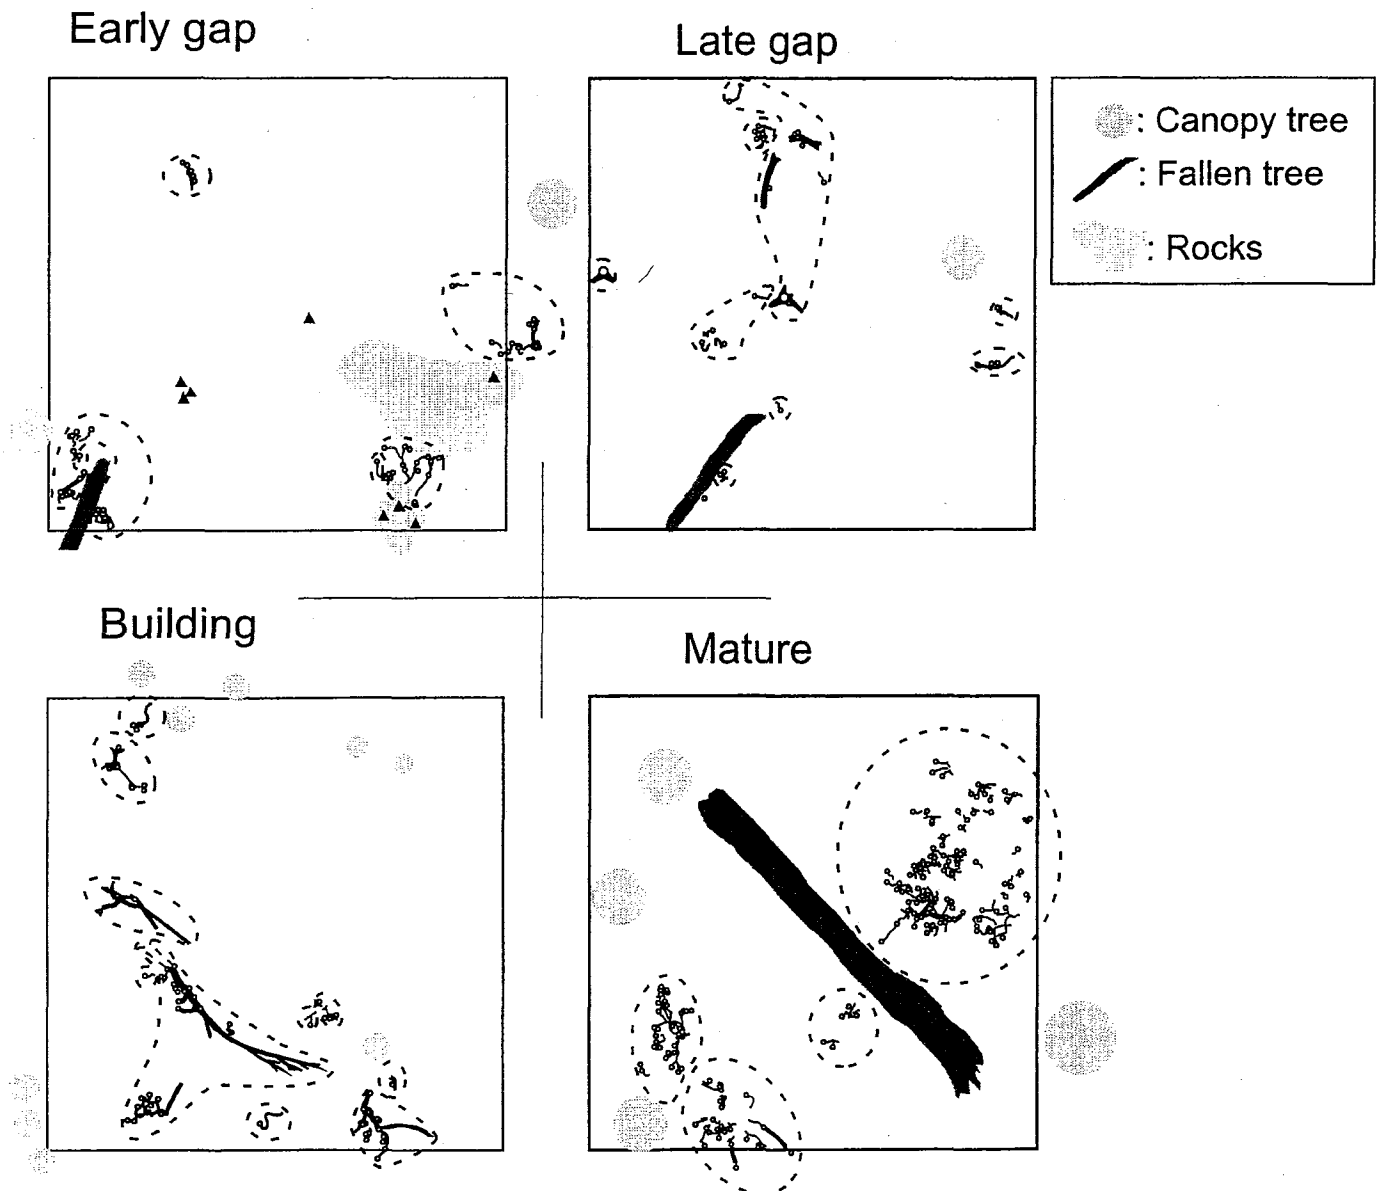 Early gap
Late gap
: Canopy tree
: Fallen tree
: Rocks
Building
Mature